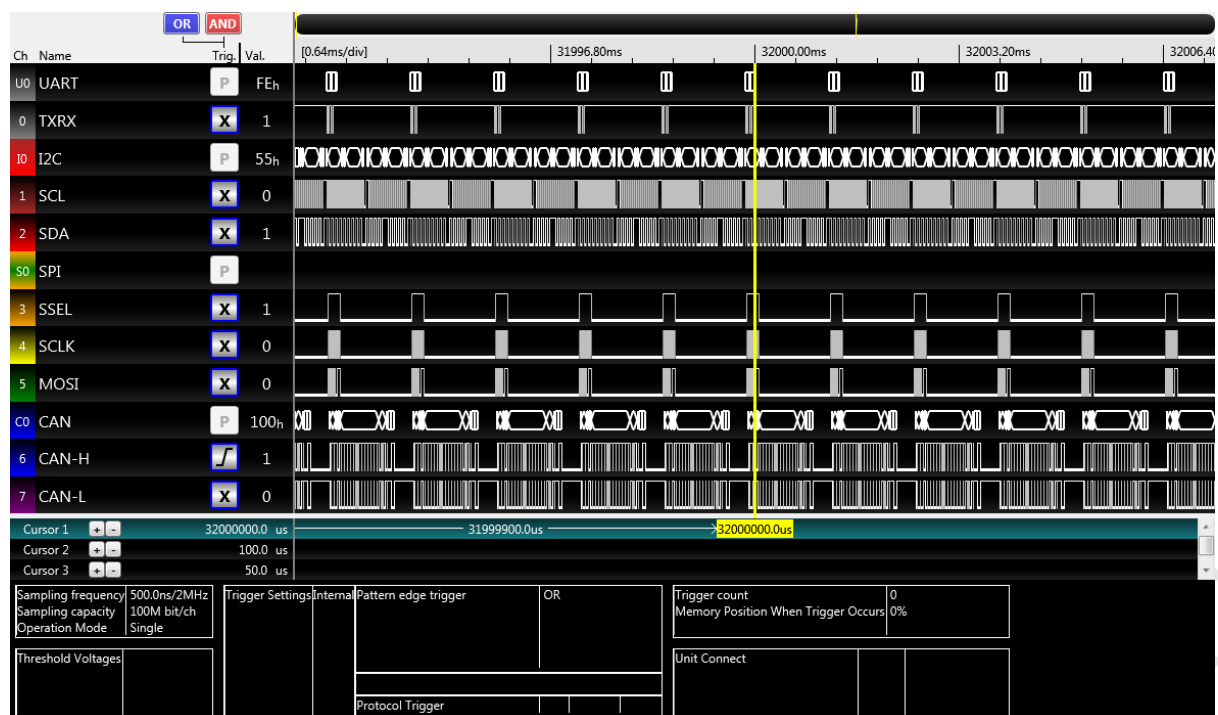 OR AND
Ch Name Trig. Val. [0.64ms/div] 31996.80ms 32000.00ms 32003.20ms 32006.40
U0 UART P FEh
0 TXRX X 1
I0 I2C P 55h
1 SCL X 0
2 SDA X 1
S0 SPI P
3 SSEL X 1
4 SCLK X 0
5 MOSI X 0
C0 CAN P 100h
6 CAN-H 1
7 CAN-L X 0
Cursor 1 + - 32000000.0 us 31999900.0us 32000000.0us
Cursor 2 + - 100.0 us
Cursor 3 + - 50.0 us
Sampling frequency 500.0ns/2MHz Trigger Settings Internal Pattern edge trigger OR Trigger count 0
Sampling capacity 100M bit/ch Memory Position When Trigger Occurs 0%
Operation Mode Single
Threshold Voltages Unit Connect
Protocol Trigger